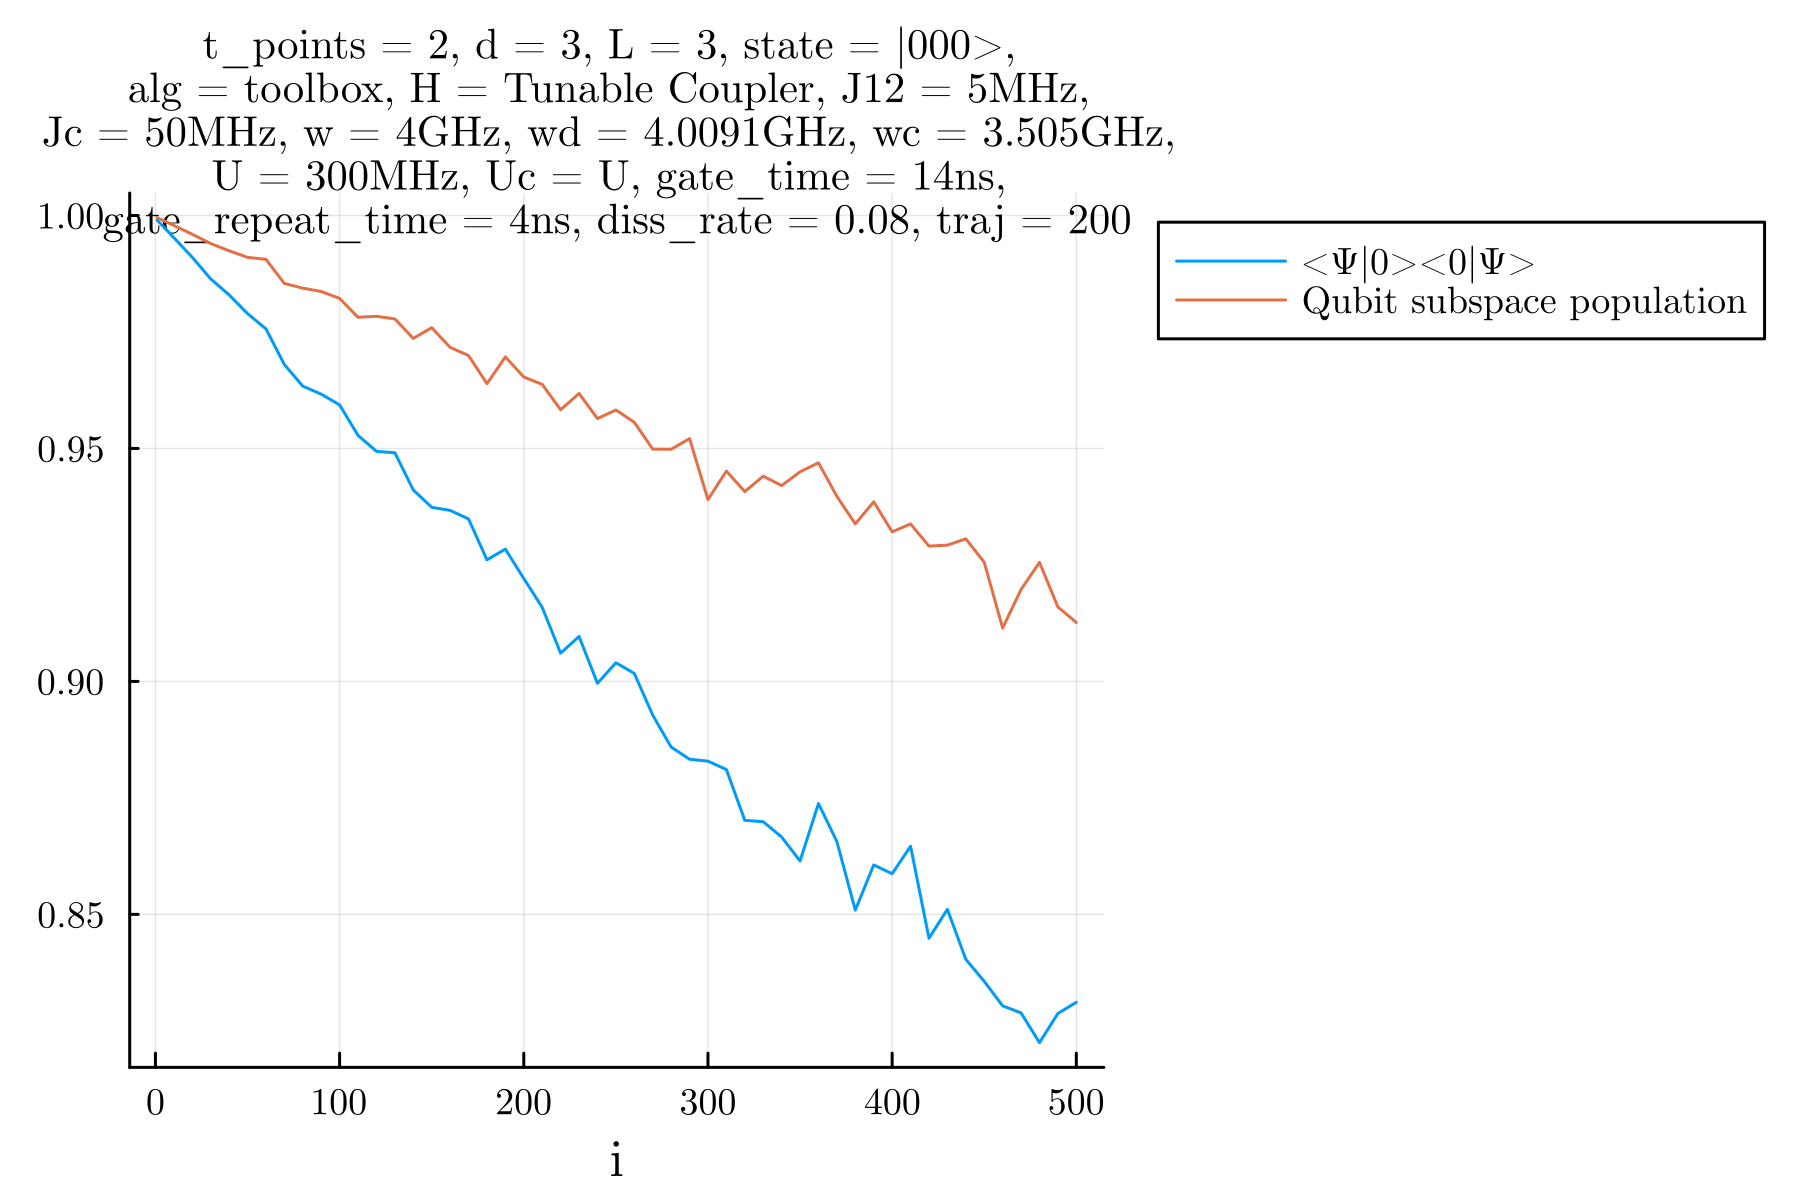 t_points = 2, d = 3, L = 3, state = |000>,
alg = toolbox, H = Tunable Coupler, J12 = 5MHz,
Jc = 50MHz, w = 4GHz, wd = 4.0091GHz, wc = 3.505GHz,
U = 300MHz, Uc = U, gate_time = 14ns,
gate_repeat_time = 4ns, diss_rate = 0.08, traj = 200
<Ψ|0><0|Ψ>
Qubit subspace population
1.00
0.95
0.90
0.85
0 100 200 300 400 500
i